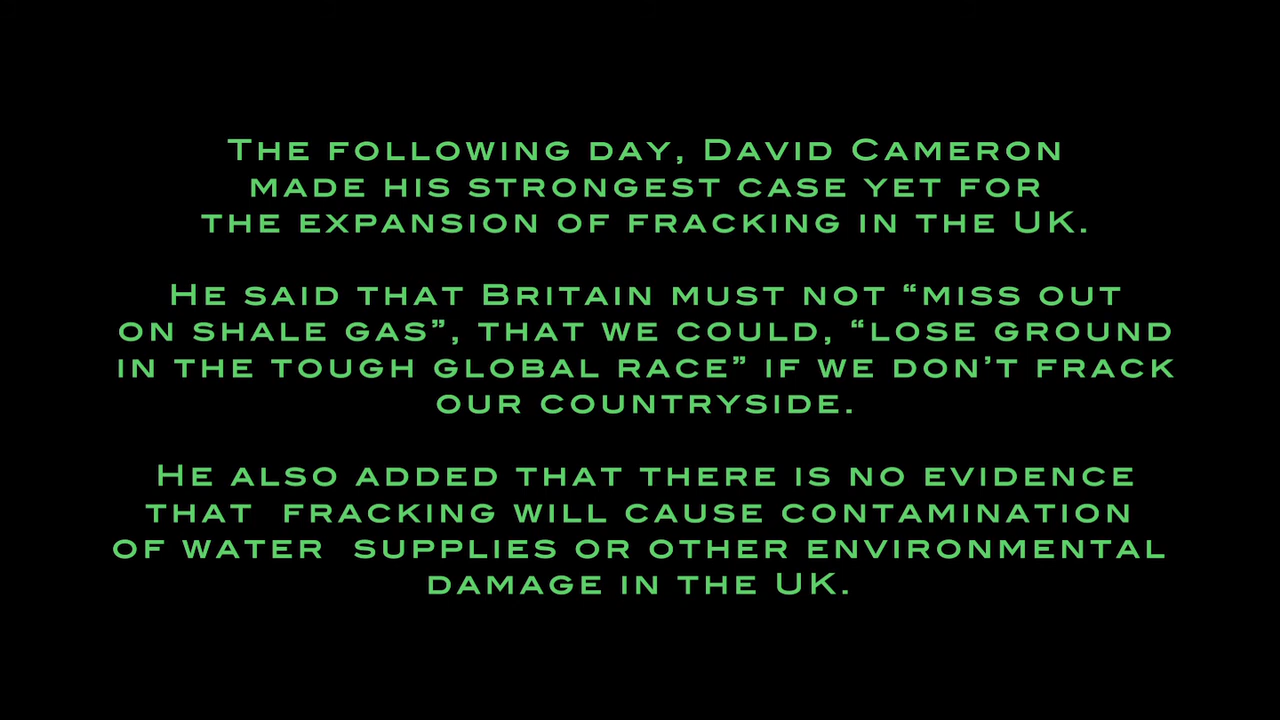 The following day, David Cameron
made his strongest case yet for
the expansion of fracking in the UK.
He said that Britain must not “miss out
on shale gas”, that we could, “lose ground
in the tough global race” if we don’t frack
our countryside.
He also added that there is no evidence
that  fracking will cause contamination
of water  supplies or other environmental
damage in the UK.